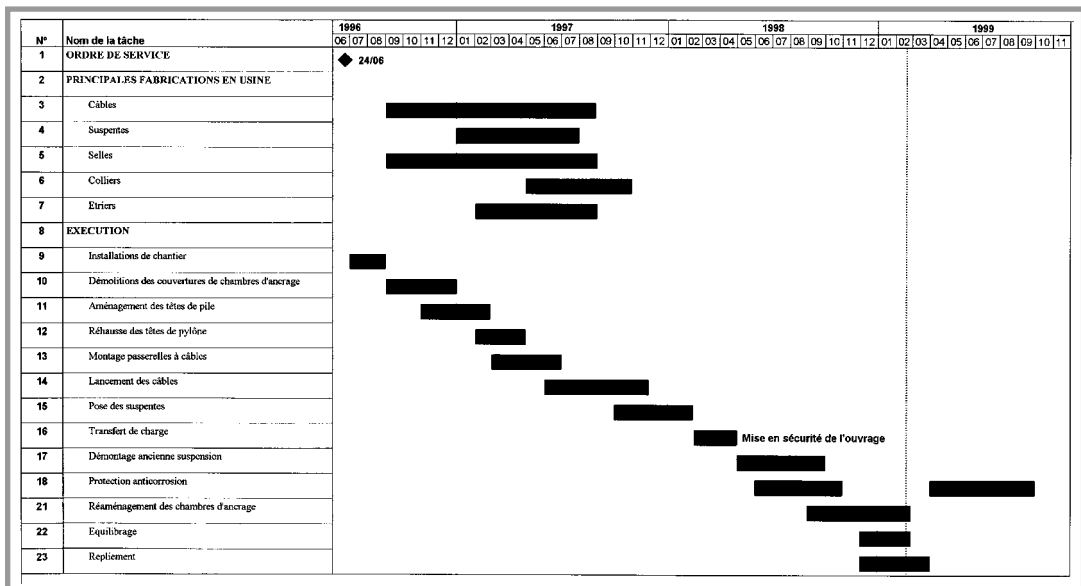 1996 1997 1998 1999
N° Nom de la tâche 06 07 08 09 10 11 12 01 02 03 04 05 06 07 08 09 10 11 12 01 02 03 04 05 06 07 08 09 10 11 12 01 02 03 04 05 06 07 08 09 10 11
1 ORDRE DE SERVICE 24/06
2 PRINCIPALES FABRICATIONS EN USINE
3 Câbles
4 Suspentes
5 Selles
6 Colliers
7 Etriers
8 EXECUTION
9 Installations de chantier
10 Démolitions des couvertures de chambres d'ancrage
11 Aménagement des têtes de pile
12 Réhausse des têtes de pylône
13 Montage passerelles à câbles
14 Lancement des câbles
15 Pose des suspentes
16 Transfert de charge Mise en sécurité de l'ouvrage
17 Démontage ancienne suspension
18 Protection anticorrosion
21 Réaménagement des chambres d'ancrage
22 Equilibrage
23 Repliement